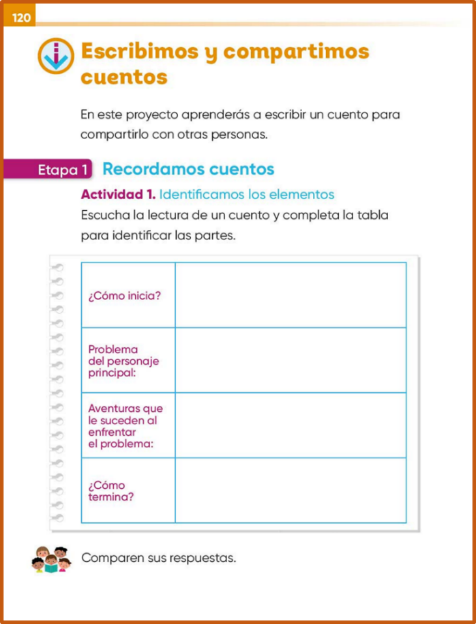 120
Escribimos y compartimos
cuentos
En este proyecto aprenderás a escribir un cuento para
compartirlo con otras personas.
Etapa 1 Recordamos cuentos
Actividad 1. Identificamos los elementos
Escucha la lectura de un cuento y completa la tabla
para identificar las partes.
¿Cómo inicia?
Problema
del personaje
principal:
Aventuras que
le suceden al
enfrentar
el problema:
¿Cómo
termina?
Comparen sus respuestas.